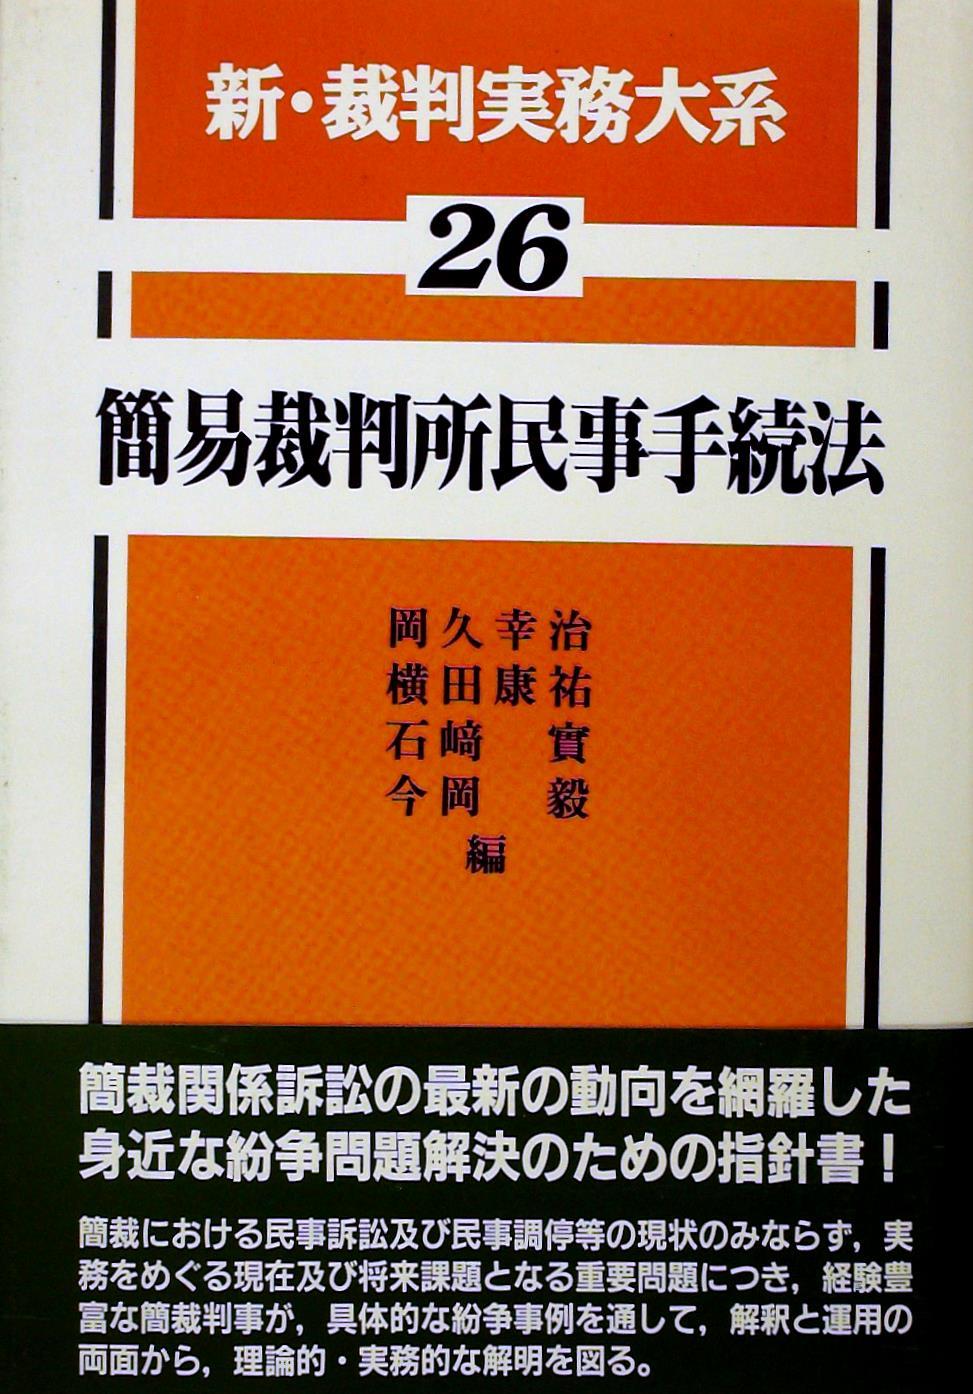 新・裁判実務大系
26
簡易裁判所民事手続法
岡久幸治
横田康祐
石﨑 實
今岡 毅
編
簡裁関係訴訟の最新の動向を網羅した
身近な紛争問題解決のための指針書！
簡裁における民事訴訟及び民事調停等の現状のみならず，実
務をめぐる現在及び将来課題となる重要問題につき，経験豊
富な簡裁判事が，具体的な紛争事例を通して，解釈と運用の
両面から，理論的・実務的な解明を図る。